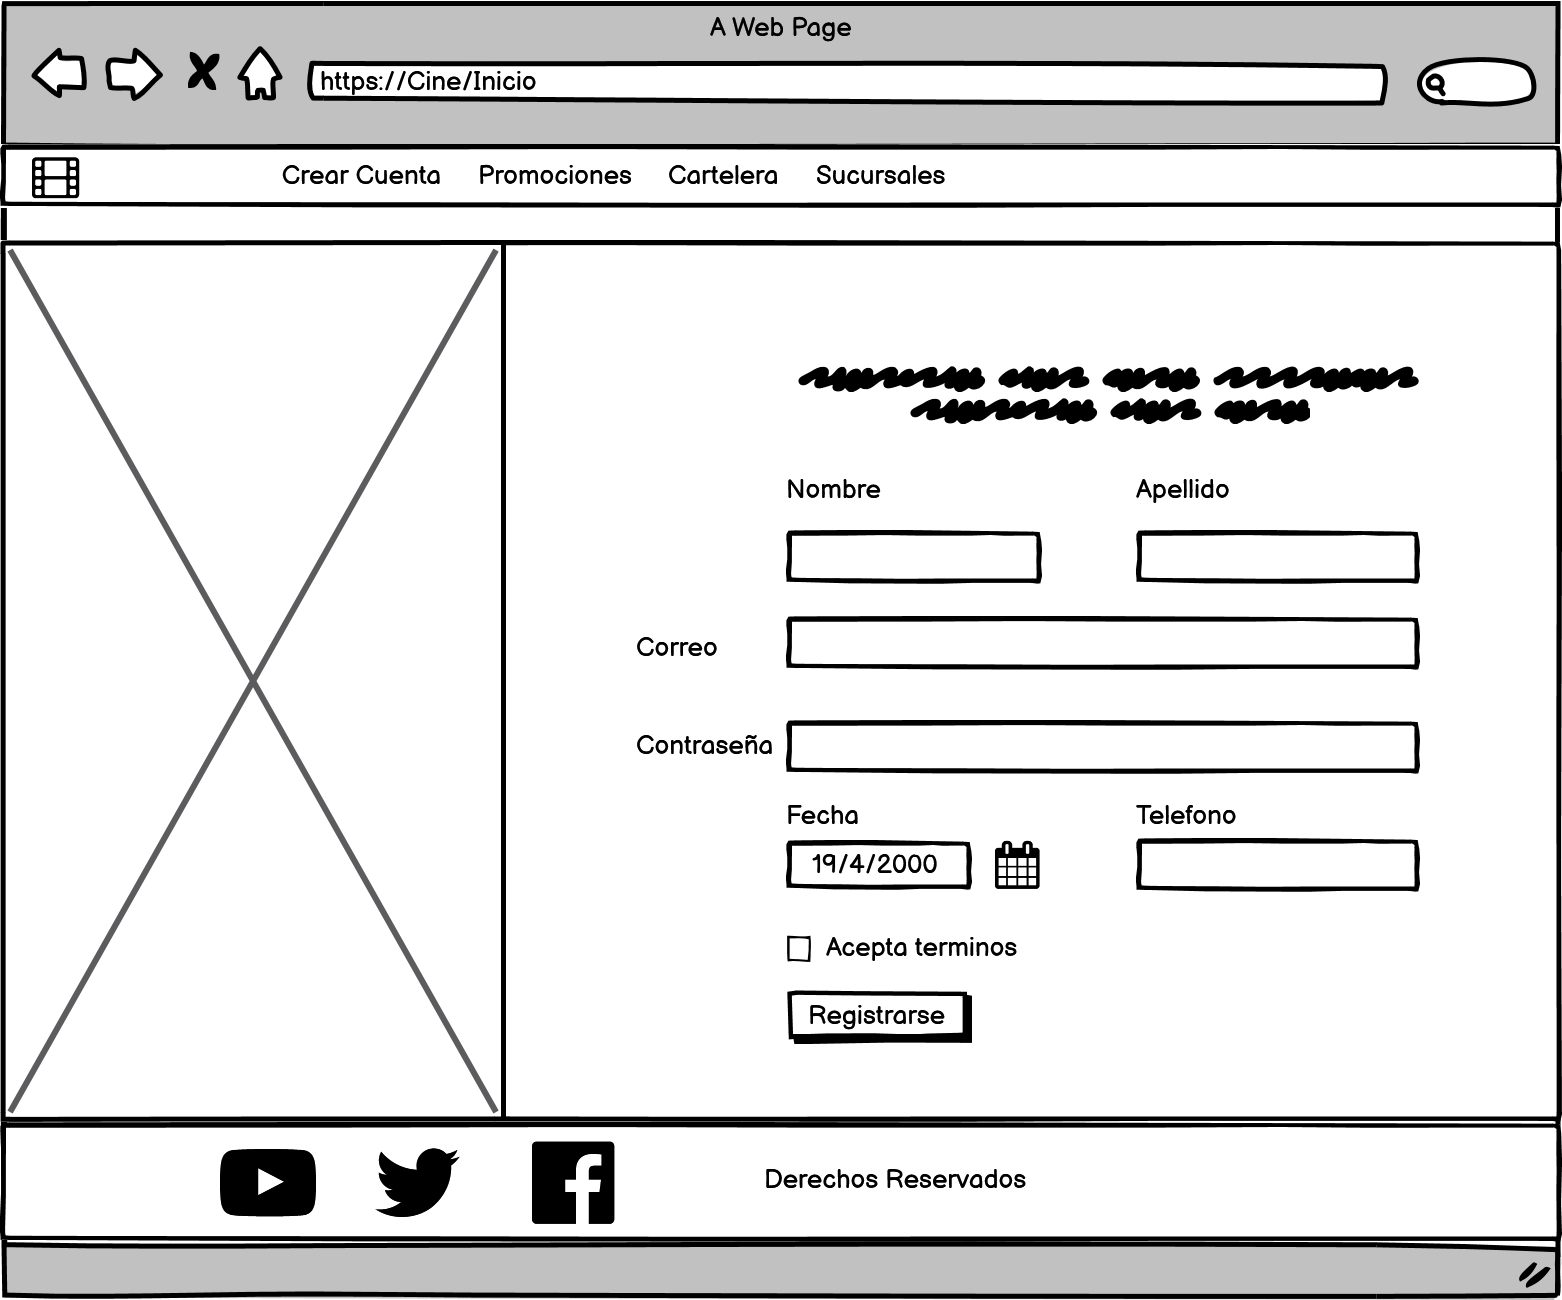 A Web Page
https://Cine/Inicio
Crear Cuenta Promociones Cartelera Sucursales
Nombre Apellido
Correo
Contraseña
Fecha Telefono
19/4/2000
Acepta terminos
Registrarse
Derechos Reservados